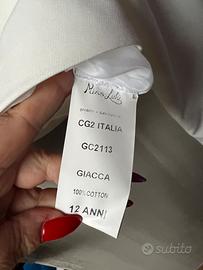 CG2 ITALIA
GC2113
GIACCA
100% COTTON
12 ANNI
subito